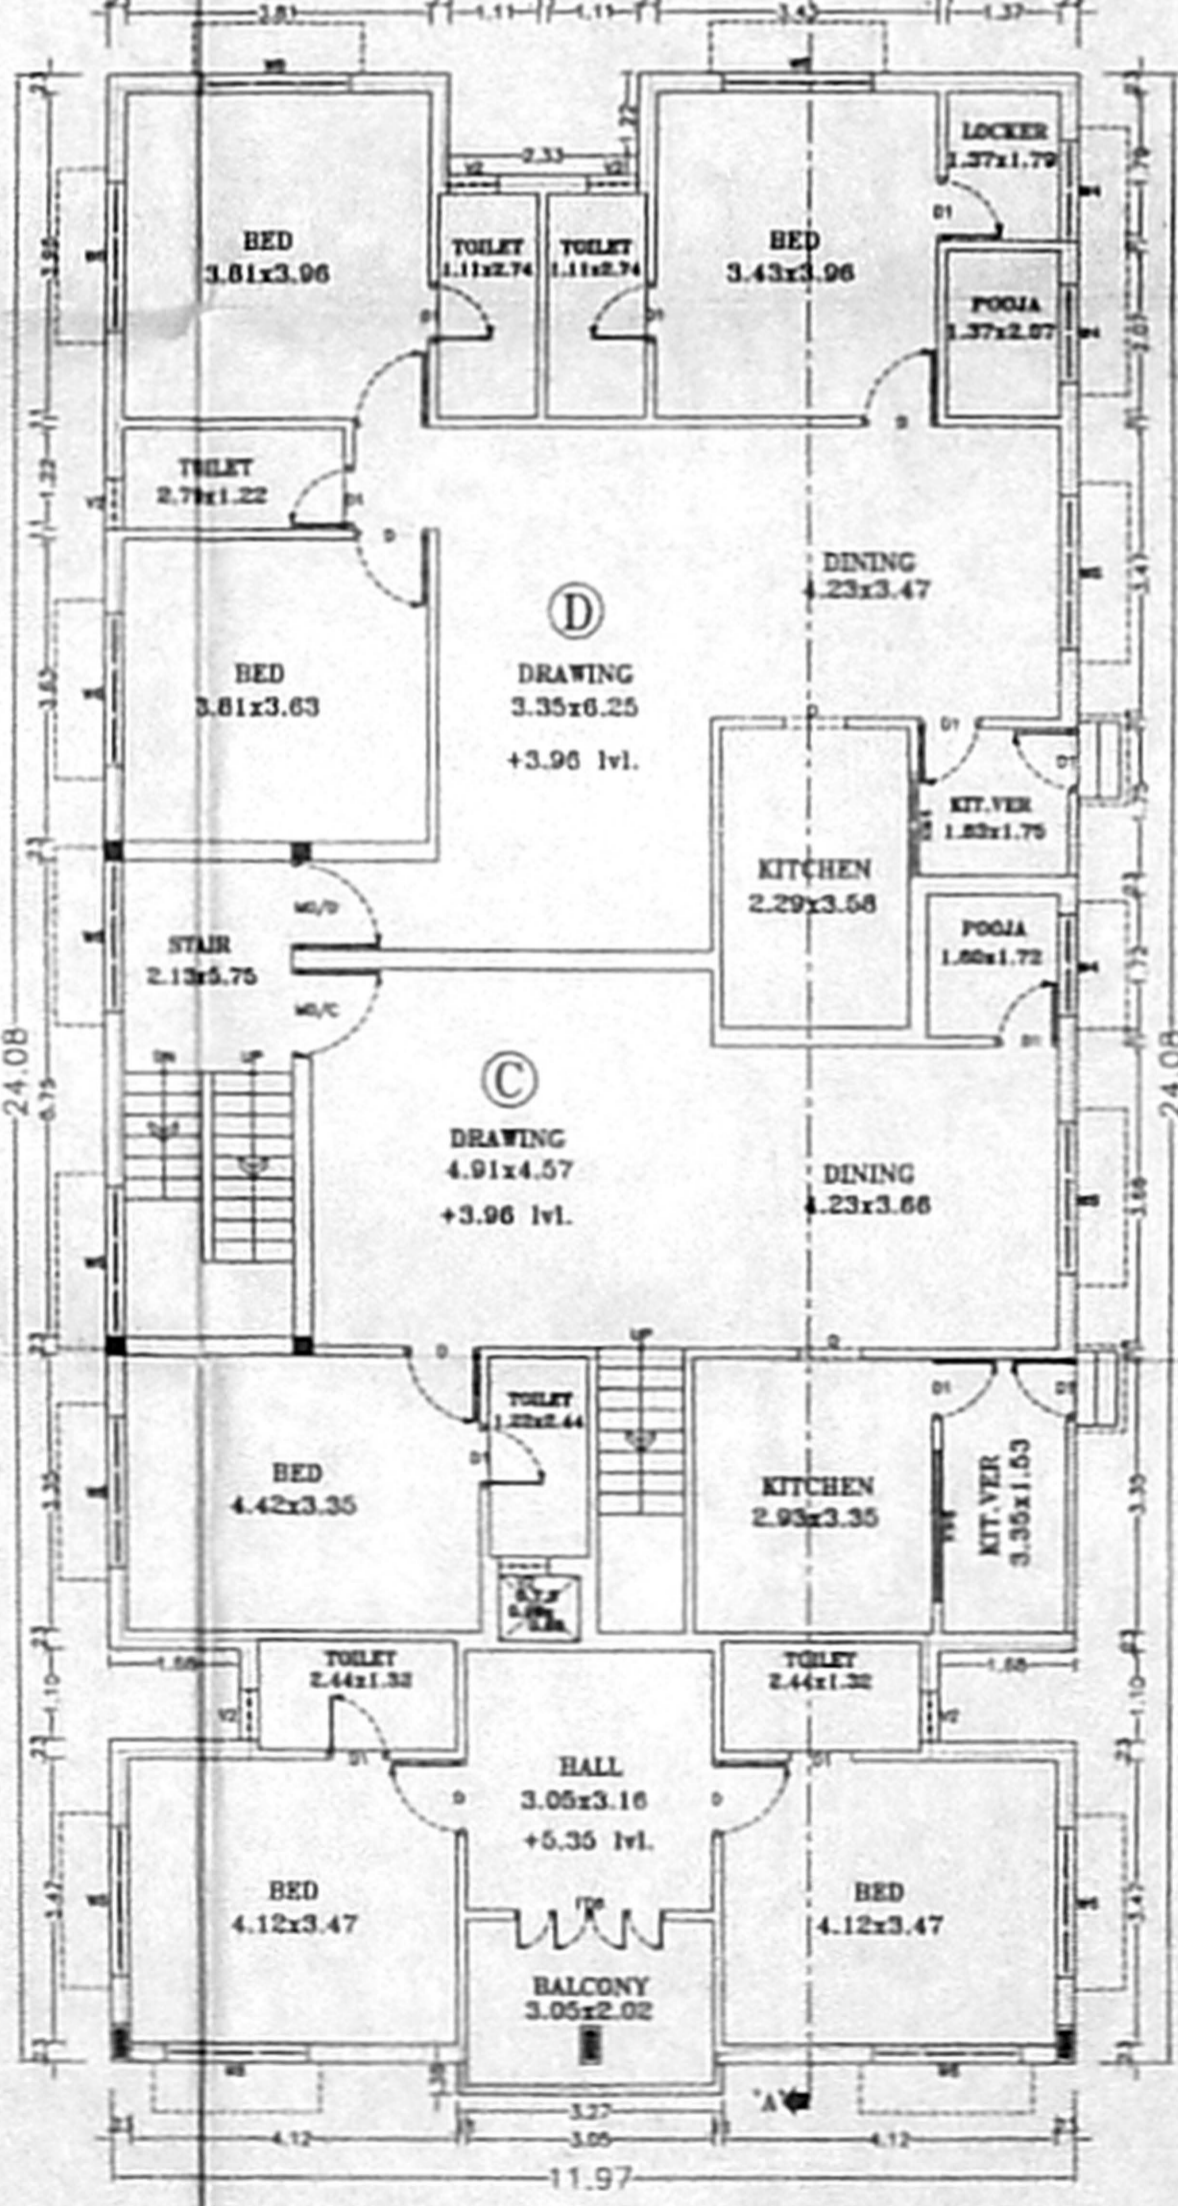 3.81
1.11
1.11
3.43
1.37
1.22
2.33
V2
V2
LOCKER
1.37x1.79
D1
BED
3.81x3.96
TOILET
1.11x2.74
TOILET
1.11x2.74
BED
3.43x3.96
POOJA
1.37x2.07
D1
D1
D
TOILET
2.79x1.22
V2
D1
D
DINING
4.23x3.47
D
BED
3.81x3.63
DRAWING
3.35x6.25
+3.96 lvl.
D
D1
D1
KIT.VER
1.83x1.75
KITCHEN
2.29x3.58
MD/D
POOJA
1.60x1.72
STAIR
2.13x5.75
MD/C
D1
24.08
24.08
DN
UP
C
DRAWING
4.91x4.57
+3.96 lvl.
DINING
4.23x3.66
D
UP
D
TOILET
1.22x2.44
D1
D1
D1
BED
4.42x3.35
KITCHEN
2.93x3.35
KIT.VER
3.35x1.53
TOILET
2.44x1.32
TOILET
2.44x1.32
1.68
1.68
1.10
1.10
V2
V2
D1
D1
HALL
3.05x3.16
+5.35 lvl.
D
D
BED
4.12x3.47
BED
4.12x3.47
BALCONY
3.05x2.02
"A"
3.27
4.12
3.05
4.12
11.97